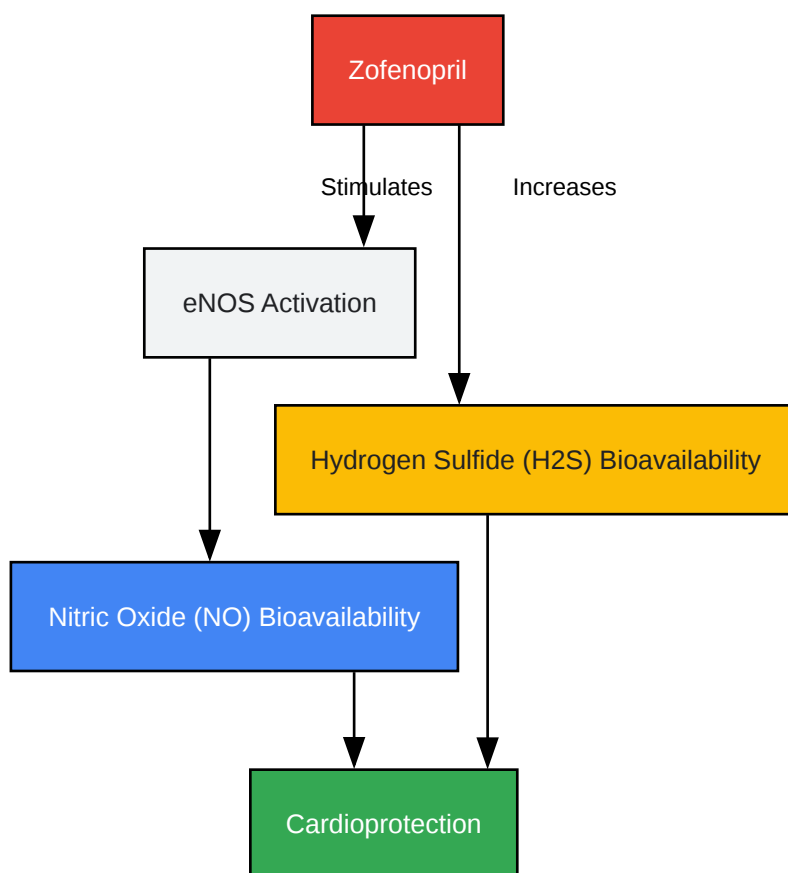 Zofenopril
Stimulates
Increases
eNOS Activation
Hydrogen Sulfide (H2S) Bioavailability
Nitric Oxide (NO) Bioavailability
Cardioprotection